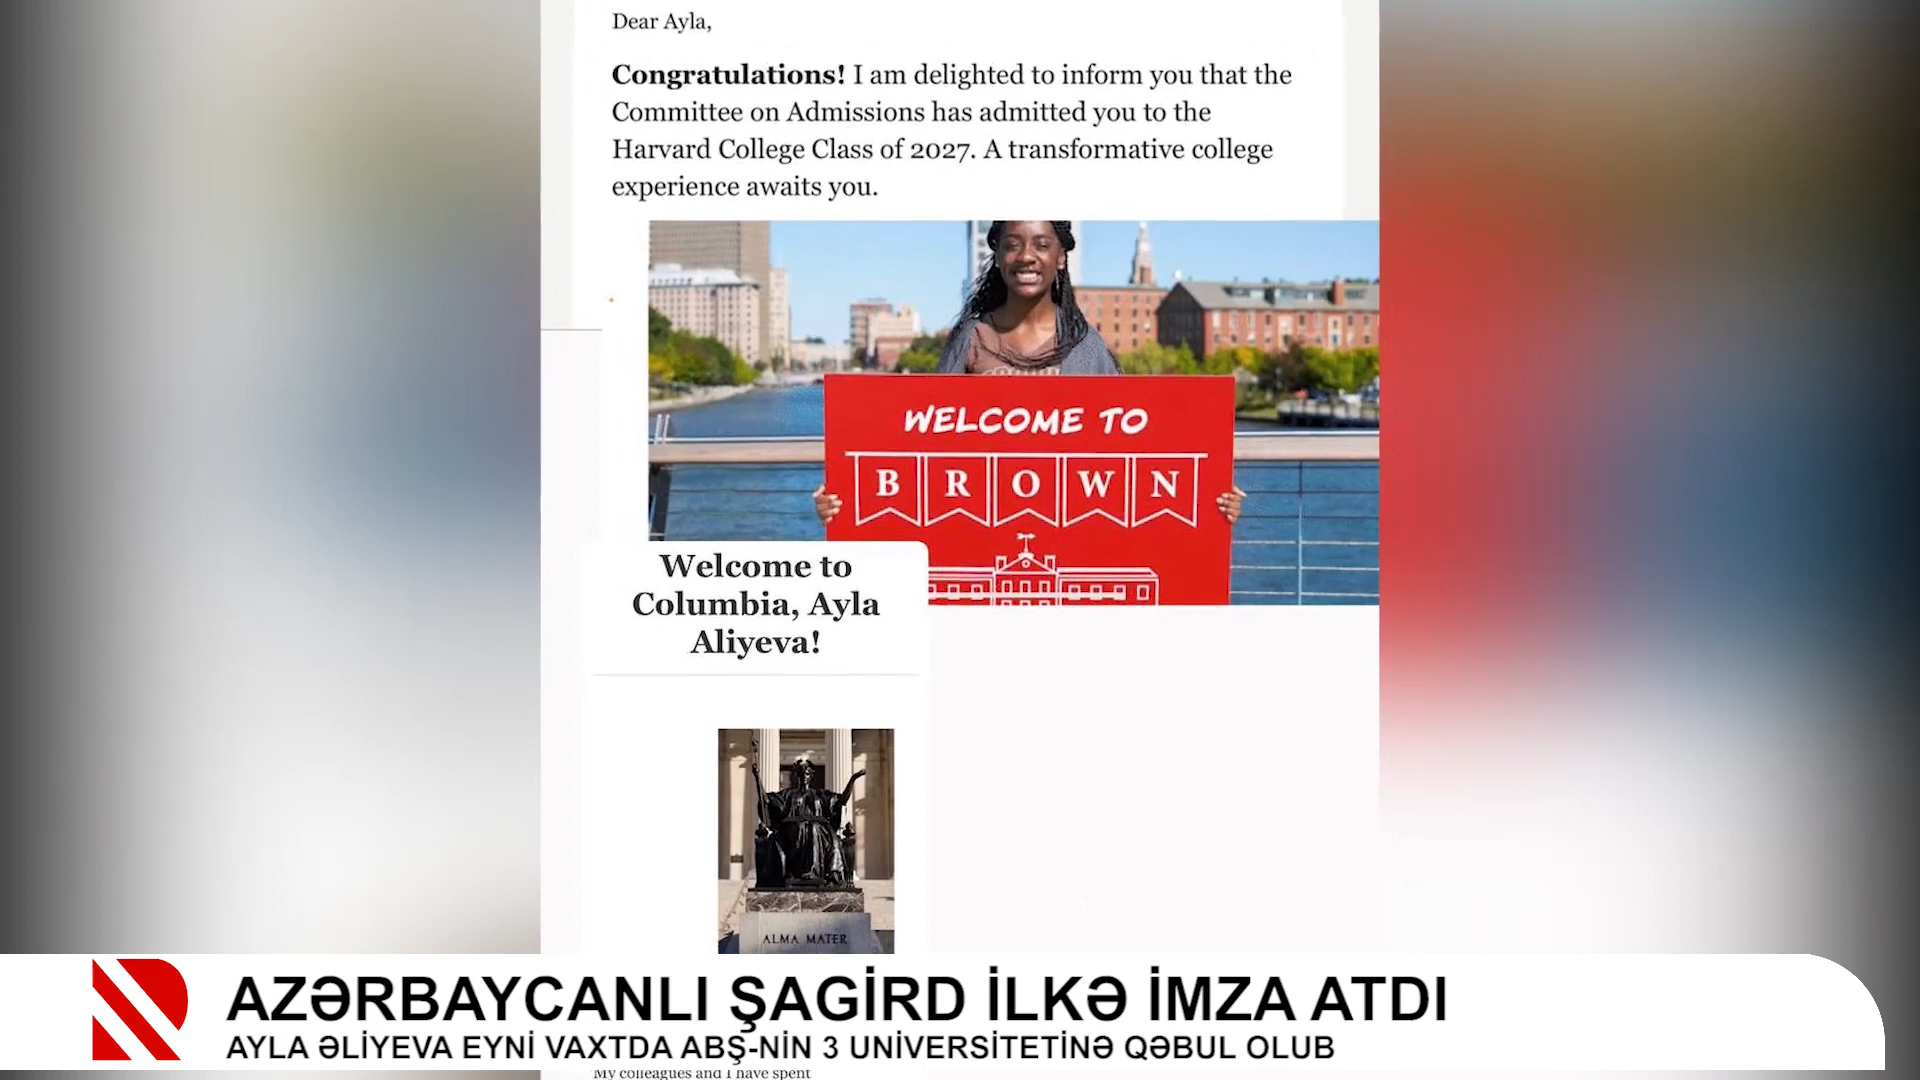 Dear Ayla,
Congratulations! I am delighted to inform you that the
Committee on Admissions has admitted you to the
Harvard College Class of 2027. A transformative college
experience awaits you.
WELCOME TO
BROWN
Welcome to
Columbia, Ayla
Aliyeva!
ALMA MATER
AZƏRBAYCANLI ŞAGİRD İLKƏ İMZA ATDI
AYLA ƏLİYEVA EYNİ VAXTDA ABŞ-NİN 3 UNİVERSİTETİNƏ QƏBUL OLUB
My colleagues and I have spent